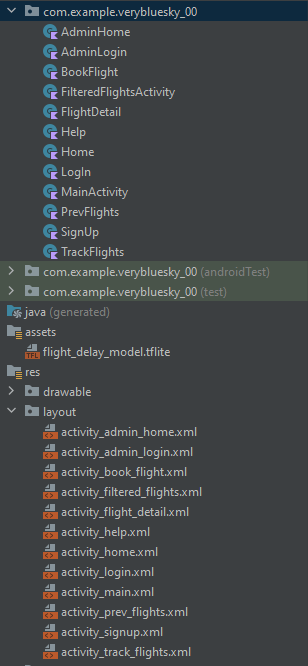 com.example.verybluesky_00
AdminHome
AdminLogin
BookFlight
FilteredFlightsActivity
FlightDetail
Help
Home
LogIn
MainActivity
PrevFlights
SignUp
TrackFlights
com.example.verybluesky_00 (androidTest)
com.example.verybluesky_00 (test)
java (generated)
assets
flight_delay_model.tflite
res
drawable
layout
activity_admin_home.xml
activity_admin_login.xml
activity_book_flight.xml
activity_filtered_flights.xml
activity_flight_detail.xml
activity_help.xml
activity_home.xml
activity_login.xml
activity_main.xml
activity_prev_flights.xml
activity_signup.xml
activity_track_flights.xml